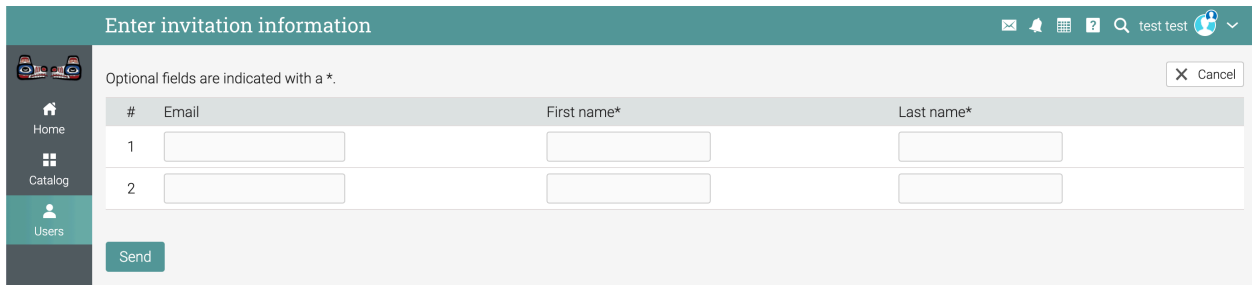 Enter invitation information
test test
Optional fields are indicated with a *.
Cancel
Home
Catalog
Users
# Email First name* Last name*
1
2
Send